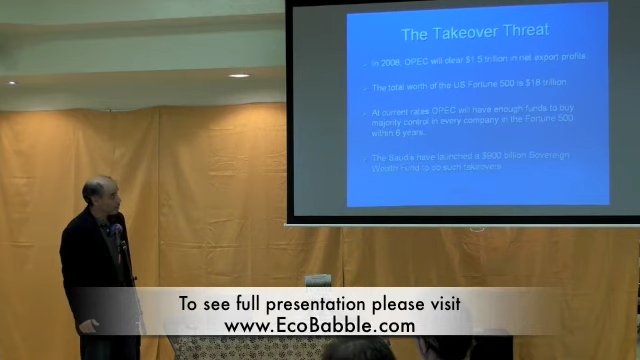 The Takeover Threat
In 2008, OPEC will clear $1.5 trillion in net export profits.
The total worth of the US Fortune 500 is $18 trillion.
At current rates OPEC will have enough funds to buy
majority control in every company in the Fortune 500
within 6 years.
The Saudis have launched a $900 billion Sovereign
Wealth Fund to do such takeovers
To see full presentation please visit
www.EcoBabble.com